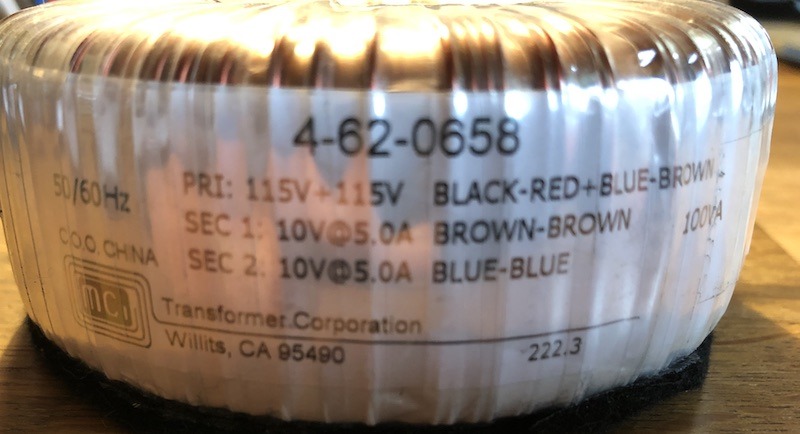 4-62-0658
50/60Hz PRI: 115V+115V BLACK-RED+BLUE-BROWN
SEC 1: 10V@5.0A BROWN-BROWN 100VA
C.O.O. CHINA SEC 2: 10V@5.0A BLUE-BLUE
mCI Transformer Corporation
Willits, CA 95490 222.3